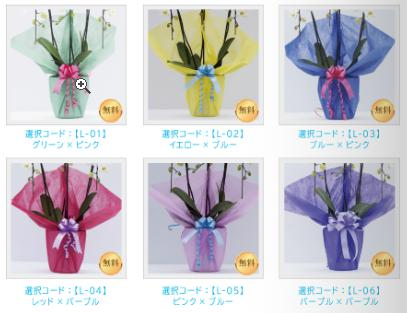 無料
無料
無料
選択コード：【L-01】
グリーン × ピンク
選択コード：【L-02】
イエロー × ブルー
選択コード：【L-03】
ブルー × ピンク
無料
無料
無料
選択コード：【L-04】
レッド × パープル
選択コード：【L-05】
ピンク × ブルー
選択コード：【L-06】
パープル × パープル